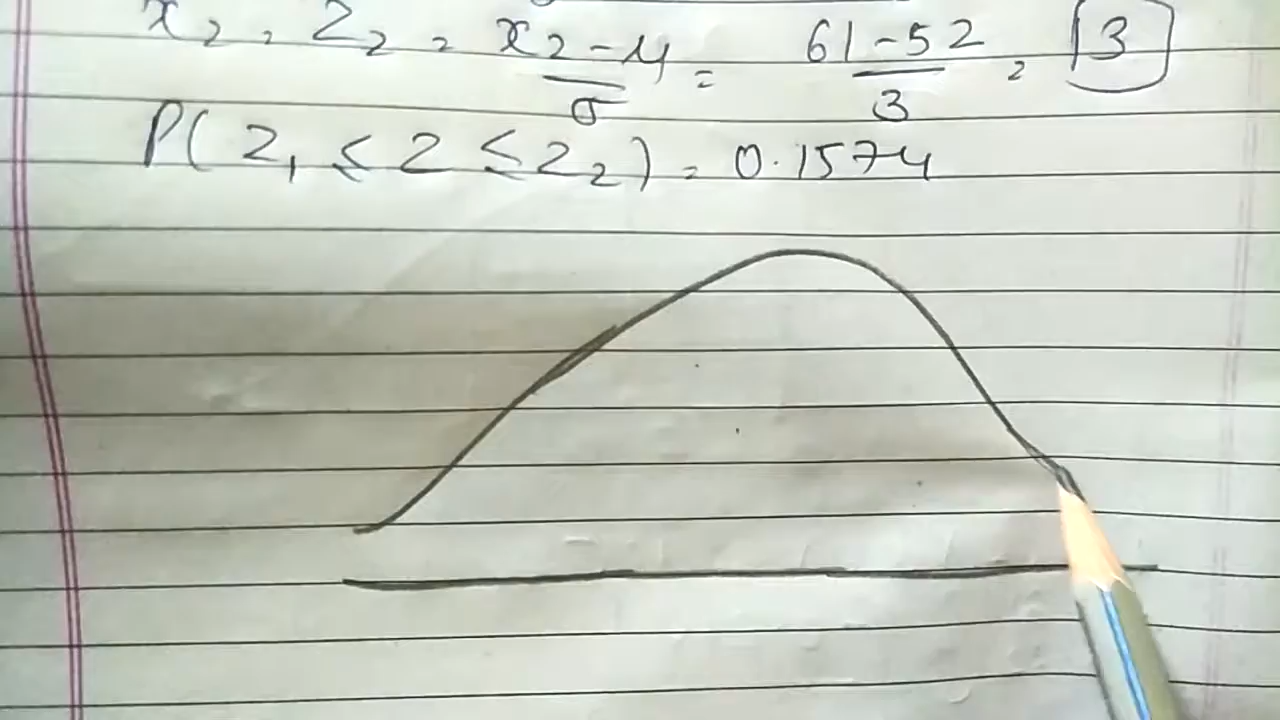 x₂, Z₂ = x₂-μ/σ = 61-52/3 = 3
P(Z₁ ≤ Z ≤ Z₂) = 0.1574